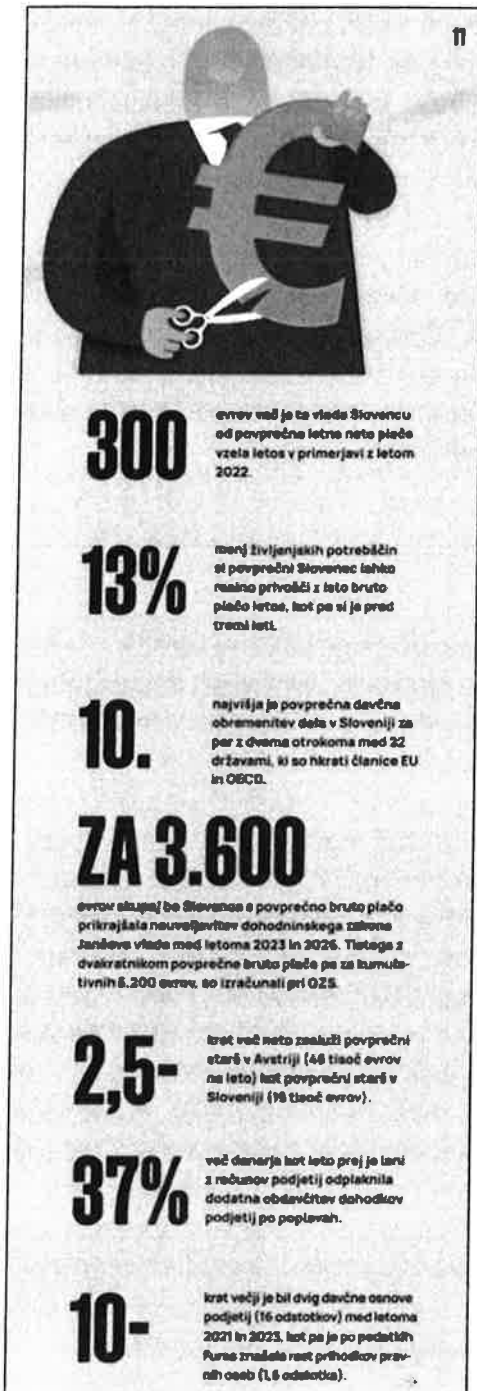 11
300
evrov več je ta vlada Slovencu
od povprečne letne neto plače
vzela letos v primerjavi z letom
2022.
13%
manj življenjskih potrebščin
si povprečni Slovenec lahko
realno privošči z isto bruto
plačo letos, kot pa si je pred
tremi leti.
10.
najvišja je povprečna davčna
obremenitev dela v Sloveniji za
par z dvema otrokoma med 22
državami, ki so hkrati članice EU
in OECD.
ZA 3.600
evrov skupaj bo Slovenca s povprečno bruto plačo
prikrajšala neuveljavitev dohodninskega zakona
Janševe vlade med letoma 2023 in 2026. Tistega z
dvakratnikom povprečne bruto plače pa za kumula-
tivnih evrov, so izračunali pri OZS.
2,5-
krat več neto zasluži povprečni
starš v Avstriji (46 tisoč evrov
na leto) kot povprečni starš v
Sloveniji (tisoč evrov).
37%
več denarja kot leto prej je lani
z računov podjetij odplaknila
dodatna obdavčitev dohodkov
podjetij po poplavah.
10-
krat večji je bil dvig davčne osnove
podjetij (16 odstotkov) med letoma
2021 in 2023, kot pa je po podatkih
Fursa znašala rast prihodkov prav-
nih oseb (1,6 odstotka).